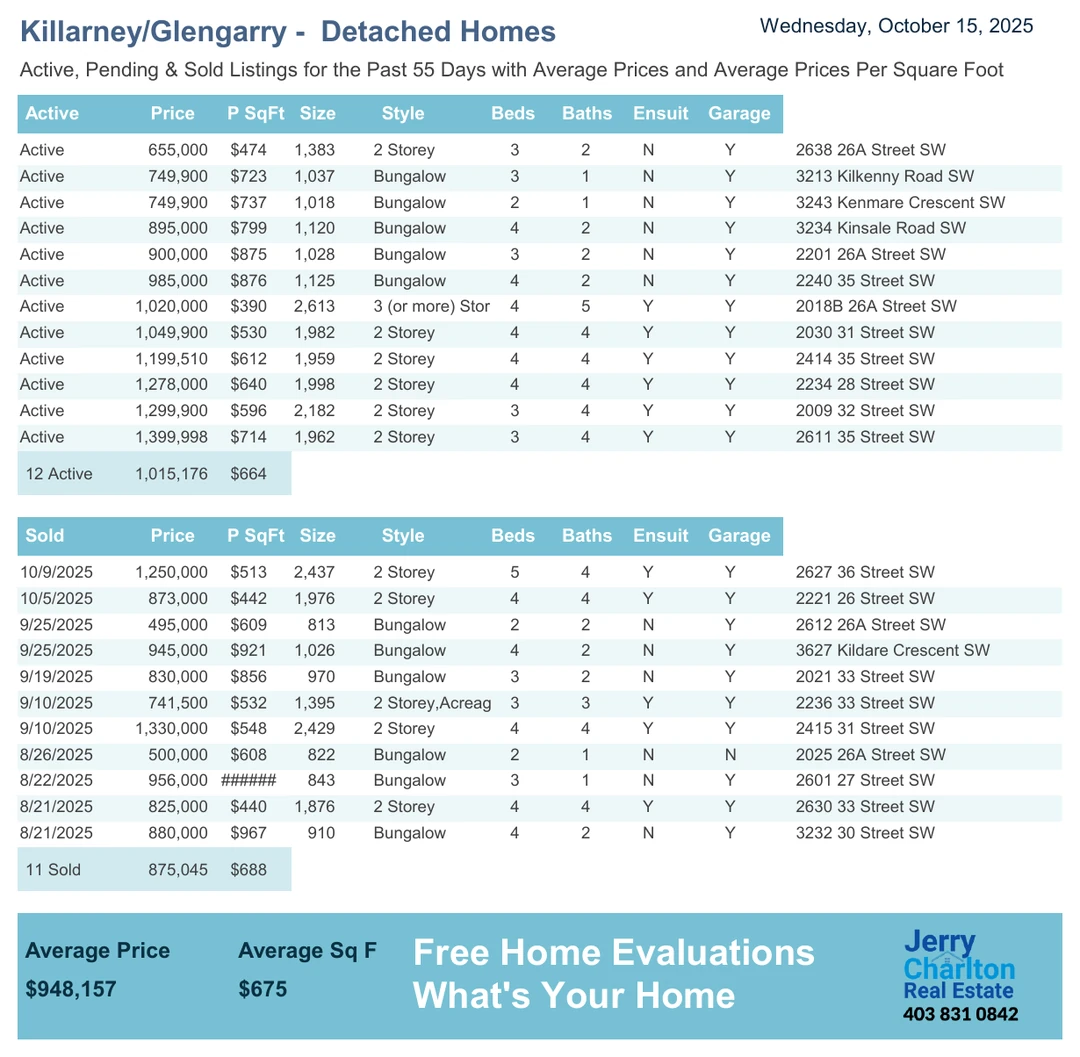 Killarney/Glengarry - Detached Homes
Wednesday, October 15, 2025
Active, Pending & Sold Listings for the Past 55 Days with Average Prices and Average Prices Per Square Foot
Active Price P SqFt Size Style Beds Baths Ensuit Garage
Active 655,000 $474 1,383 2 Storey 3 2 N Y 2638 26A Street SW
Active 749,900 $723 1,037 Bungalow 3 1 N Y 3213 Kilkenny Road SW
Active 749,900 $737 1,018 Bungalow 2 1 N Y 3243 Kenmare Crescent SW
Active 895,000 $799 1,120 Bungalow 4 2 N Y 3234 Kinsale Road SW
Active 900,000 $875 1,028 Bungalow 3 2 N Y 2201 26A Street SW
Active 985,000 $876 1,125 Bungalow 4 2 N Y 2240 35 Street SW
Active 1,020,000 $390 2,613 3 (or more) Stor 4 5 Y Y 2018B 26A Street SW
Active 1,049,900 $530 1,982 2 Storey 4 4 Y Y 2030 31 Street SW
Active 1,199,510 $612 1,959 2 Storey 4 4 Y Y 2414 35 Street SW
Active 1,278,000 $640 1,998 2 Storey 4 4 Y Y 2234 28 Street SW
Active 1,299,900 $596 2,182 2 Storey 3 4 Y Y 2009 32 Street SW
Active 1,399,998 $714 1,962 2 Storey 3 4 Y Y 2611 35 Street SW
12 Active 1,015,176 $664
Sold Price P SqFt Size Style Beds Baths Ensuit Garage
10/9/2025 1,250,000 $513 2,437 2 Storey 5 4 Y Y 2627 36 Street SW
10/5/2025 873,000 $442 1,976 2 Storey 4 4 Y Y 2221 26 Street SW
9/25/2025 495,000 $609 813 Bungalow 2 2 N Y 2612 26A Street SW
9/25/2025 945,000 $921 1,026 Bungalow 4 2 N Y 3627 Kildare Crescent SW
9/19/2025 830,000 $856 970 Bungalow 3 2 N Y 2021 33 Street SW
9/10/2025 741,500 $532 1,395 2 Storey,Acreag 3 3 Y Y 2236 33 Street SW
9/10/2025 1,330,000 $548 2,429 2 Storey 4 4 Y Y 2415 31 Street SW
8/26/2025 500,000 $608 822 Bungalow 2 1 N N 2025 26A Street SW
8/22/2025 956,000 ###### 843 Bungalow 3 1 N Y 2601 27 Street SW
8/21/2025 825,000 $440 1,876 2 Storey 4 4 Y Y 2630 33 Street SW
8/21/2025 880,000 $967 910 Bungalow 4 2 N Y 3232 30 Street SW
11 Sold 875,045 $688
Average Price Average Sq F
$948,157 $675
Free Home Evaluations
What's Your Home
Jerry
Charlton
Real Estate
403 831 0842